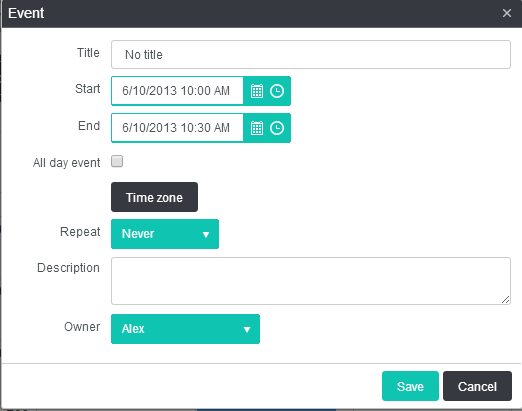 Event
Title No title
Start 6/10/2013 10:00 AM
End 6/10/2013 10:30 AM
All day event
Time zone
Repeat Never
Description
Owner Alex
Save Cancel